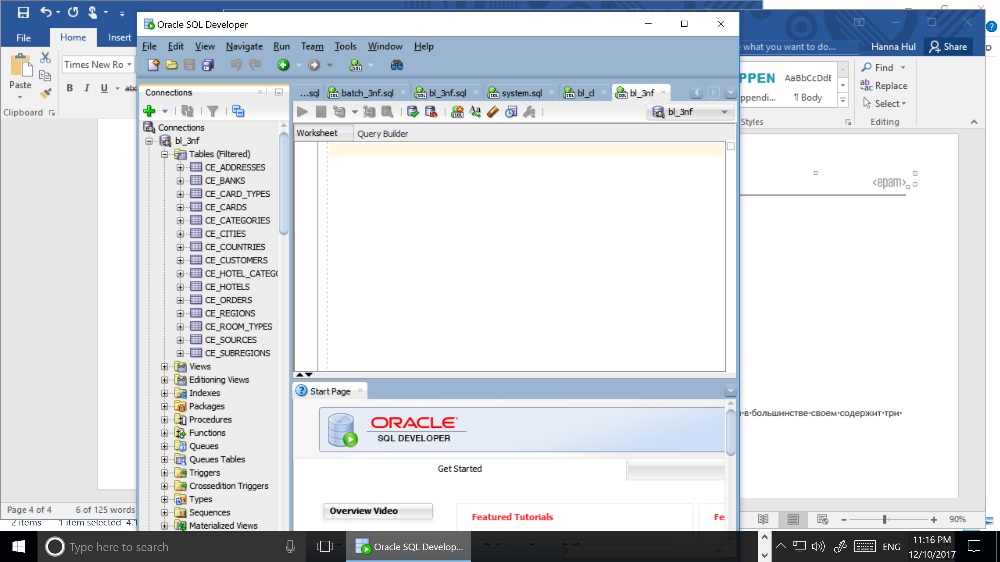 File
Home
Insert
Times New Ro
Paste
B I U abc
Clipboard
Oracle SQL Developer
File Edit View Navigate Run Team Tools Window Help
what you want to do...
Hanna Hul
Share
PPEN
AaBbCcDdE
ppendi...
¶ Body
Find
Replace
Select
Styles
Editing
Connections
...sql
batch_3nf.sql
bl_3nf.sql
system.sql
bl_cl
bl_3nf
bl_3nf
Worksheet
Query Builder
Connections
bl_3nf
Tables (Filtered)
CE_ADDRESSES
CE_BANKS
CE_CARD_TYPES
CE_CARDS
CE_CATEGORIES
CE_CITIES
CE_COUNTRIES
CE_CUSTOMERS
CE_HOTEL_CATEGO
CE_HOTELS
CE_ORDERS
CE_REGIONS
CE_ROOM_TYPES
CE_SOURCES
CE_SUBREGIONS
Views
Editioning Views
Indexes
Packages
Procedures
Functions
Queues
Queues Tables
Triggers
Crossedition Triggers
Types
Sequences
Materialized Views
<epam>
в·большинстве·своем·содержит·три·
Start Page
ORACLE
SQL DEVELOPER
Get Started
Overview Video
Featured Tutorials
Fe
Page 4 of 4
6 of 125 words
2 items
1 item selected 4.1
90%
Type here to search
Oracle SQL Develop...
ENG
11:16 PM
12/10/2017